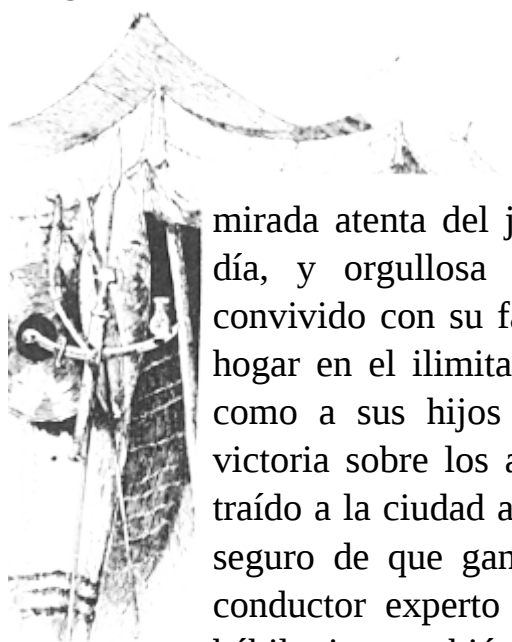 mirada atenta del
día, y orgullosa
convivido con su
hogar en el
como a sus hijos
victoria sobre los
traído a la ciudad
seguro de que
conductor experto